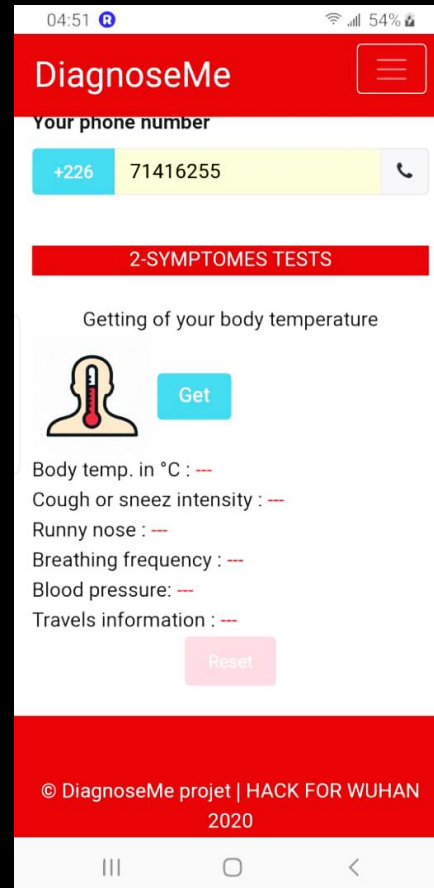 04:51 R 54%
DiagnoseMe
Your phone number
+226 71416255
2-SYMPTOMES TESTS
Getting of your body temperature
Get
Body temp. in °C : ---
Cough or sneez intensity : ---
Runny nose : ---
Breathing frequency : ---
Blood pressure: ---
Travels information : ---
Reset
© DiagnoseMe projet | HACK FOR WUHAN
2020